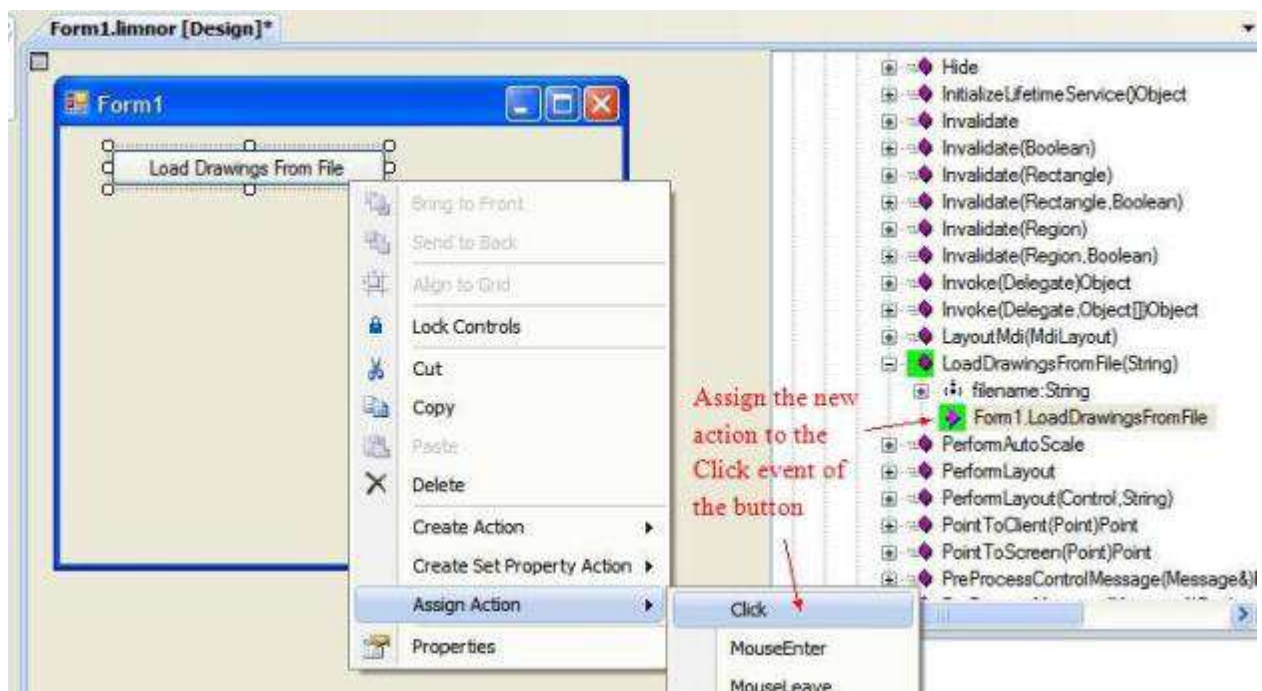 Form1.limnor [Design]*
Form1
Load Drawings From File
Bring to Front
Send to Back
Align to Grid
Lock Controls
Cut
Copy
Paste
Delete
Create Action
Create Set Property Action
Assign Action
Properties
Click
MouseEnter
MouseLeave
Assign the new
action to the
Click event of
the button
Hide
InitializeLifetimeService()Object
Invalidate
Invalidate(Boolean)
Invalidate(Rectangle)
Invalidate(Rectangle,Boolean)
Invalidate(Region)
Invalidate(Region,Boolean)
Invoke(Delegate)Object
Invoke(Delegate,Object[])Object
LayoutMdi(MdiLayout)
LoadDrawingsFromFile(String)
filename:String
Form1.LoadDrawingsFromFile
PerformAutoScale
PerformLayout
PerformLayout(Control,String)
PointToClient(Point)Point
PointToScreen(Point)Point
PreProcessControlMessage(Message&)